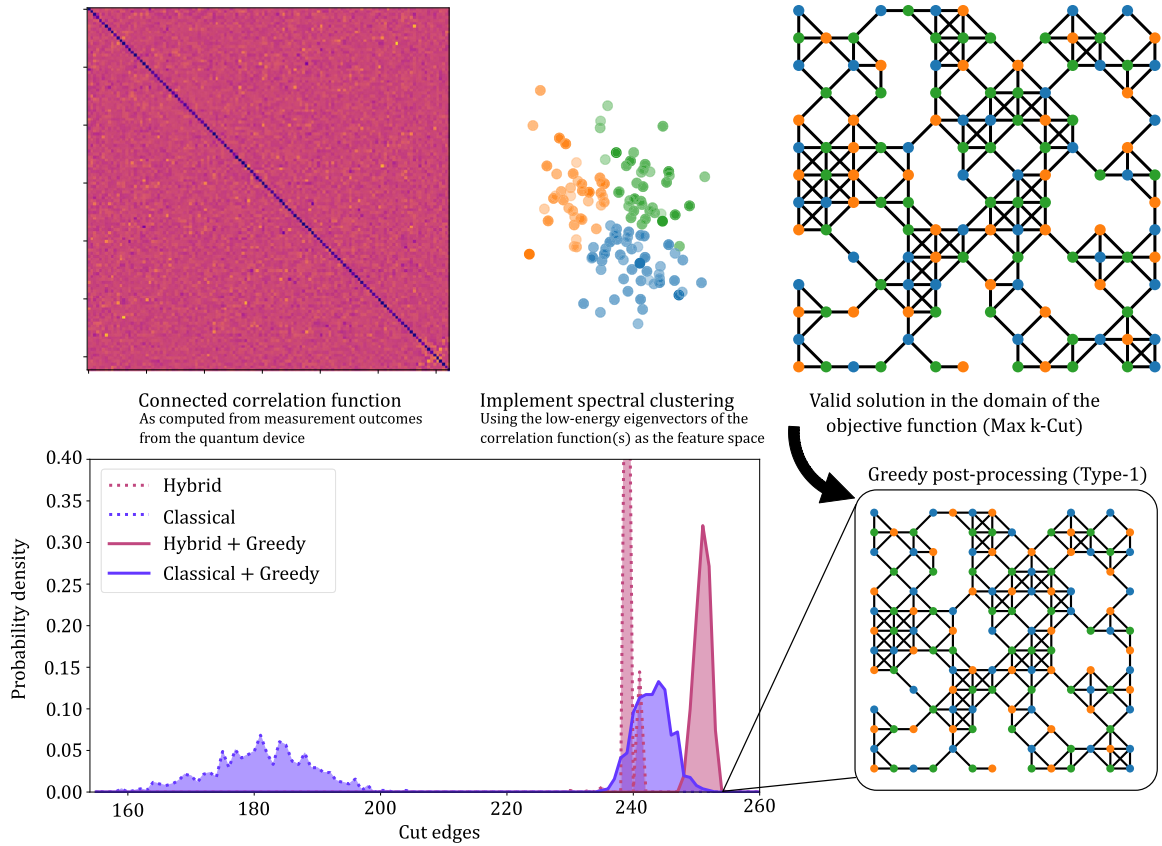 Connected correlation function
As computed from measurement outcomes
from the quantum device
Implement spectral clustering
Using the low-energy eigenvectors of the
correlation function(s) as the feature space
Valid solution in the domain of the
objective function (Max k-Cut)
Greedy post-processing (Type-1)
0.40
0.35
0.30
0.25
0.20
0.15
0.10
0.05
0.00
Probability density
Hybrid
Classical
Hybrid + Greedy
Classical + Greedy
160
180
200
220
240
260
Cut edges